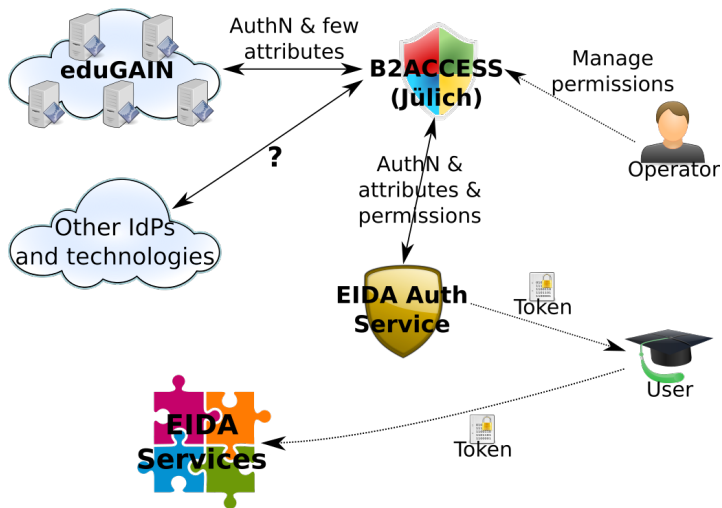 AuthN & few
attributes
eduGAIN
B2ACCESS
(Jülich)
Manage
permissions
Operator
?
AuthN &
attributes &
permissions
Other IdPs
and technologies
EIDA Auth
Service
Token
User
EIDA
Services
Token